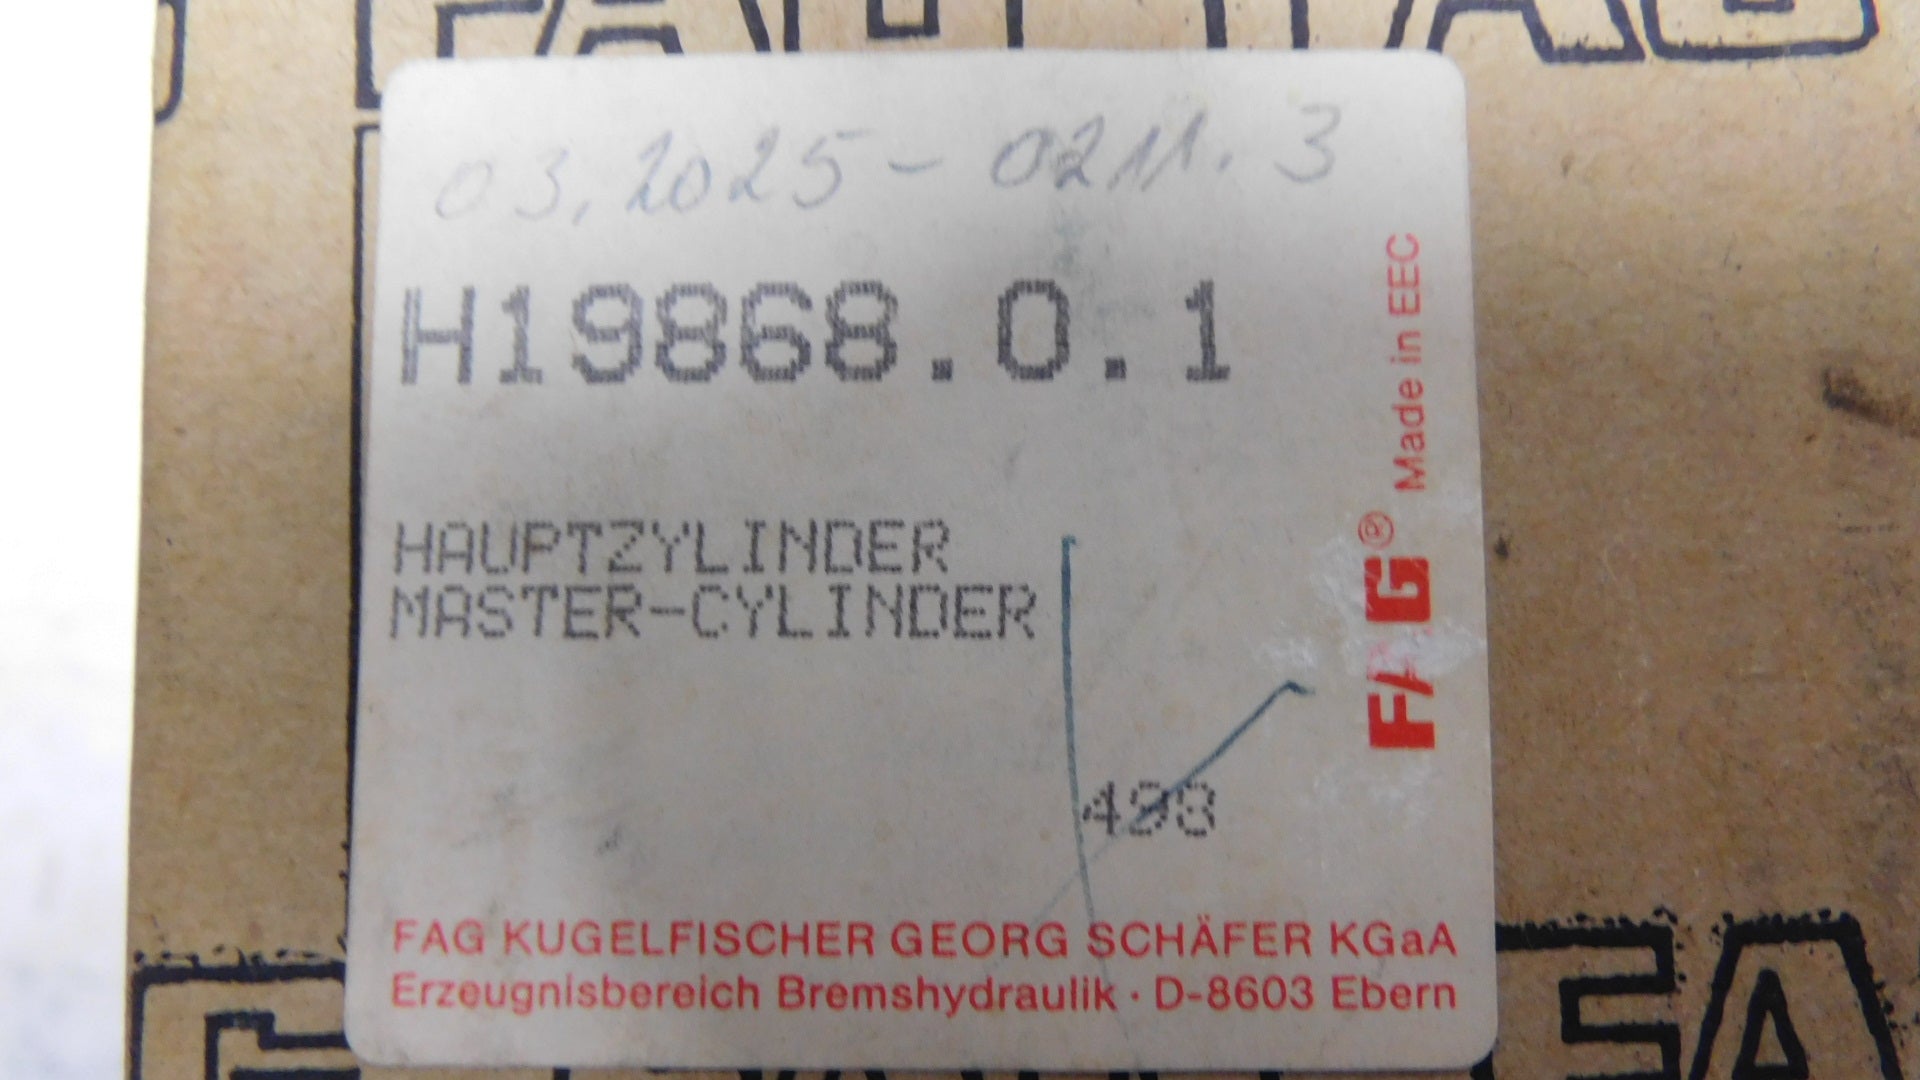 03.2025-0211.3
H19868.0.1
Made in EEC
HAUPTZYLINDER
MASTER-CYLINDER
FAG®
493
FAG KUGELFISCHER GEORG SCHÄFER KGaA
Erzeugnisbereich Bremshydraulik · D-8603 Ebern